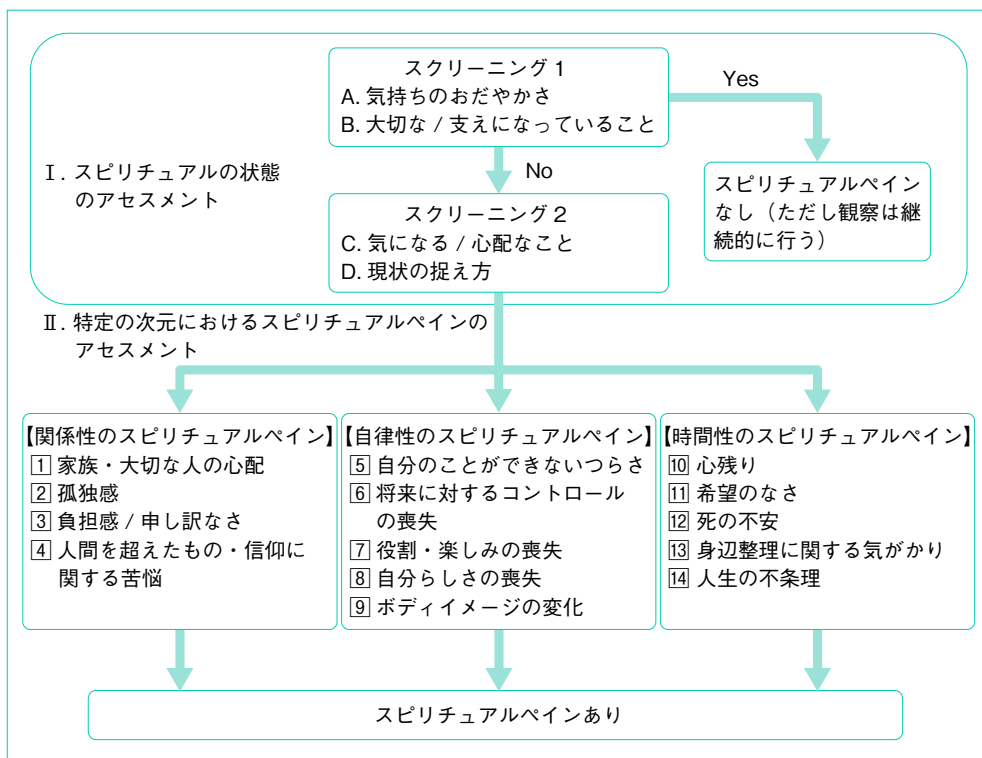 スクリーニング 1
A. 気持ちのおだやかさ
B. 大切な / 支えになっていること
Yes
No
Ⅰ. スピリチュアルの状態
のアセスメント
スピリチュアルペイン
なし（ただし観察は継
続的に行う）
スクリーニング 2
C. 気になる / 心配なこと
D. 現状の捉え方
Ⅱ. 特定の次元におけるスピリチュアルペインの
アセスメント
【関係性のスピリチュアルペイン】
1 家族・大切な人の心配
2 孤独感
3 負担感 / 申し訳なさ
4 人間を超えたもの・信仰に
関する苦悩
【自律性のスピリチュアルペイン】
5 自分のことができないつらさ
6 将来に対するコントロール
の喪失
7 役割・楽しみの喪失
8 自分らしさの喪失
9 ボディイメージの変化
【時間性のスピリチュアルペイン】
10 心残り
11 希望のなさ
12 死の不安
13 身辺整理に関する気がかり
14 人生の不条理
スピリチュアルペインあり